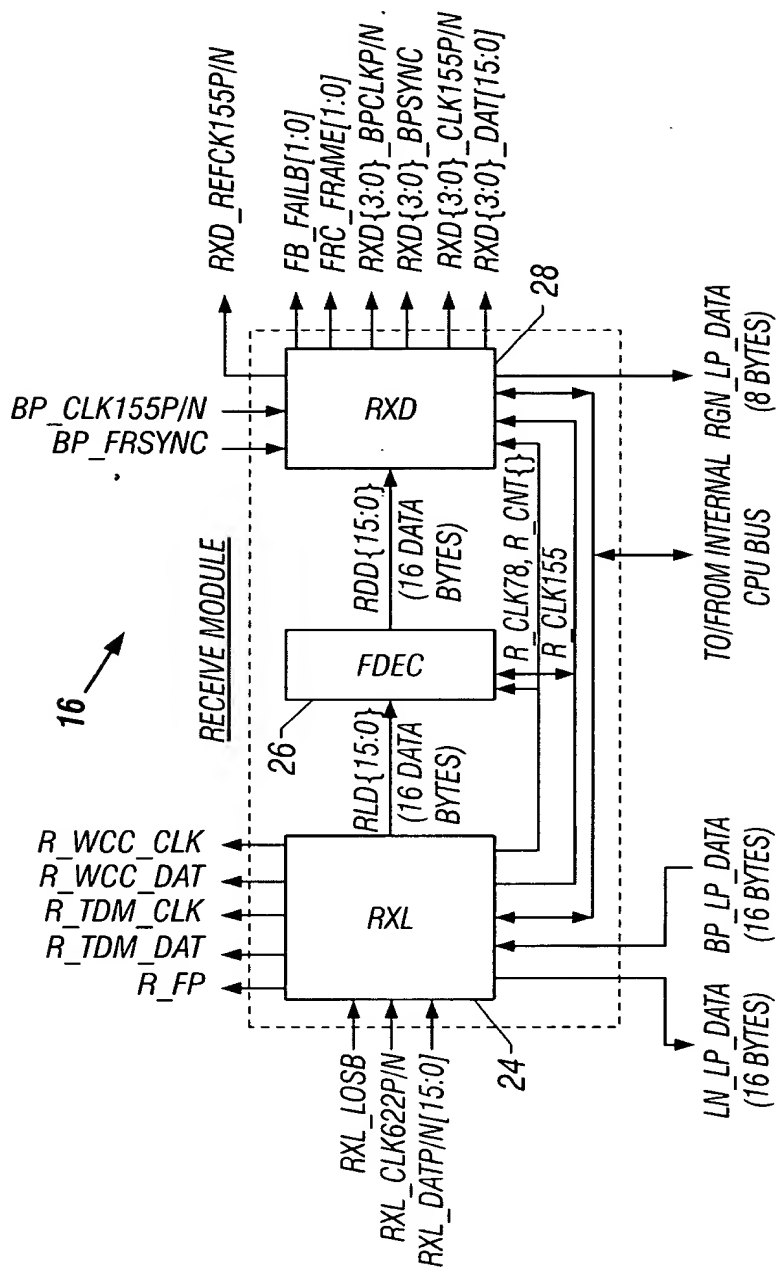 16
RECEIVE MODULE
R_WCC_CLK
R_WCC_DAT
R_TDM_CLK
R_TDM_DAT
R_FP
BP_CLK155P/N
BP_FRSYNC
RXD_REFCK155P/N
FB_FAILB[1:0]
FRC_FRAME[1:0]
RXD{3:0}_BPCLKP/N
RXD{3:0}_BPSYNC
RXD{3:0}_CLK155P/N
RXD{3:0}_DAT[15:0]
RXL_LOSB
RXL_CLK622P/N
RXL_DATP/N[15:0]
RXL
24
RLD{15:0}
(16 DATA
BYTES)
26
FDEC
RDD{15:0}
(16 DATA
BYTES)
RXD
28
R_CLK78, R_CNT{}
R_CLK155
LN_LP_DATA
(16 BYTES)
BP_LP_DATA
(16 BYTES)
TO/FROM INTERNAL
CPU BUS
RGN_LP_DATA
(8 BYTES)